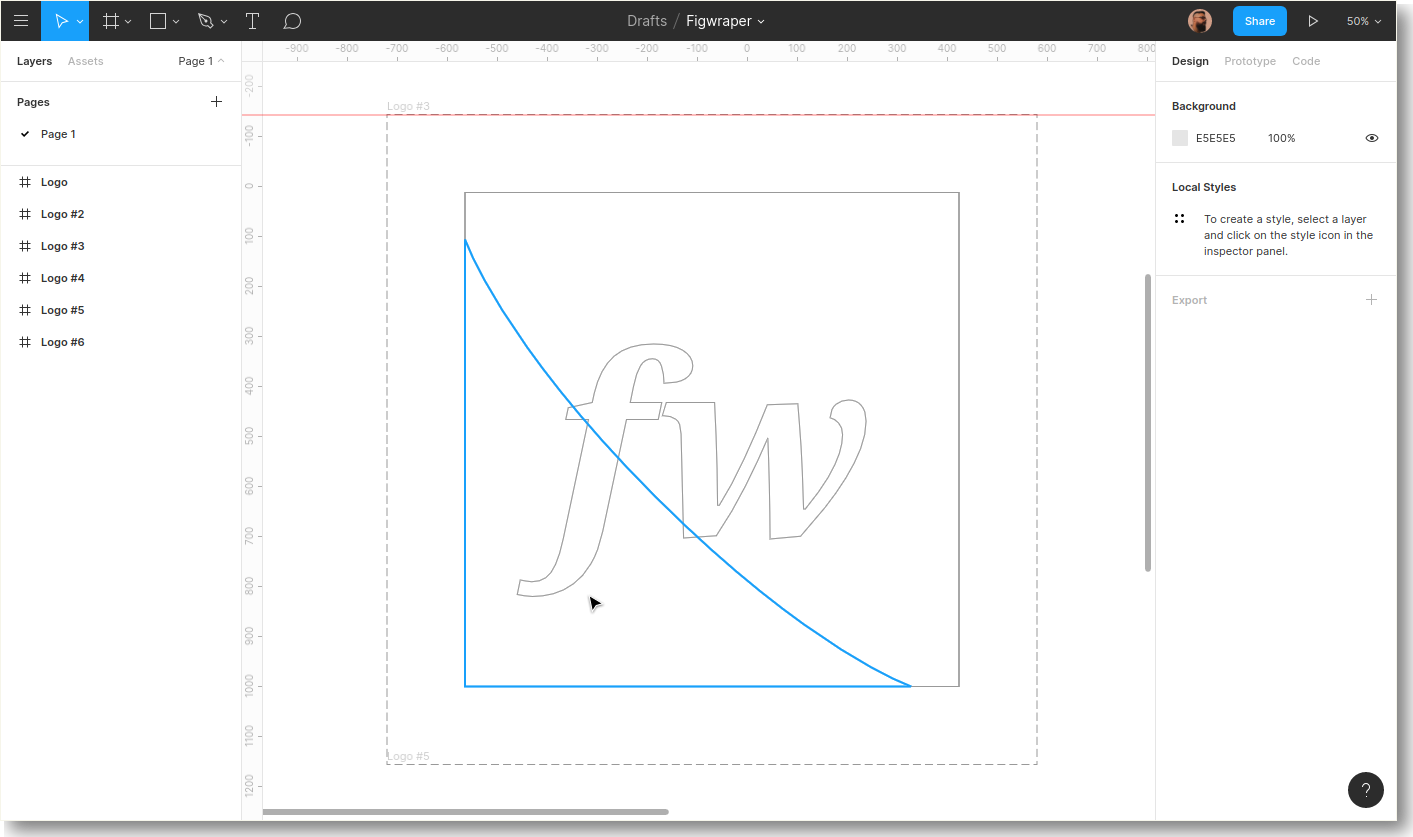 Drafts / Figwraper
Share
50%
Layers Assets Page 1
Pages
Page 1
Logo
Logo #2
Logo #3
Logo #4
Logo #5
Logo #6
-900 -800 -700 -600 -500 -400 -300 -200 -100 0 100 200 300 400 500 600 700 800
-200
-100
0
100
200
300
400
500
600
700
800
900
1000
1100
1200
Logo #3
fw
Logo #5
Design Prototype Code
Background
E5E5E5 100%
Local Styles
To create a style, select a layer
and click on the style icon in the
inspector panel.
Export
?